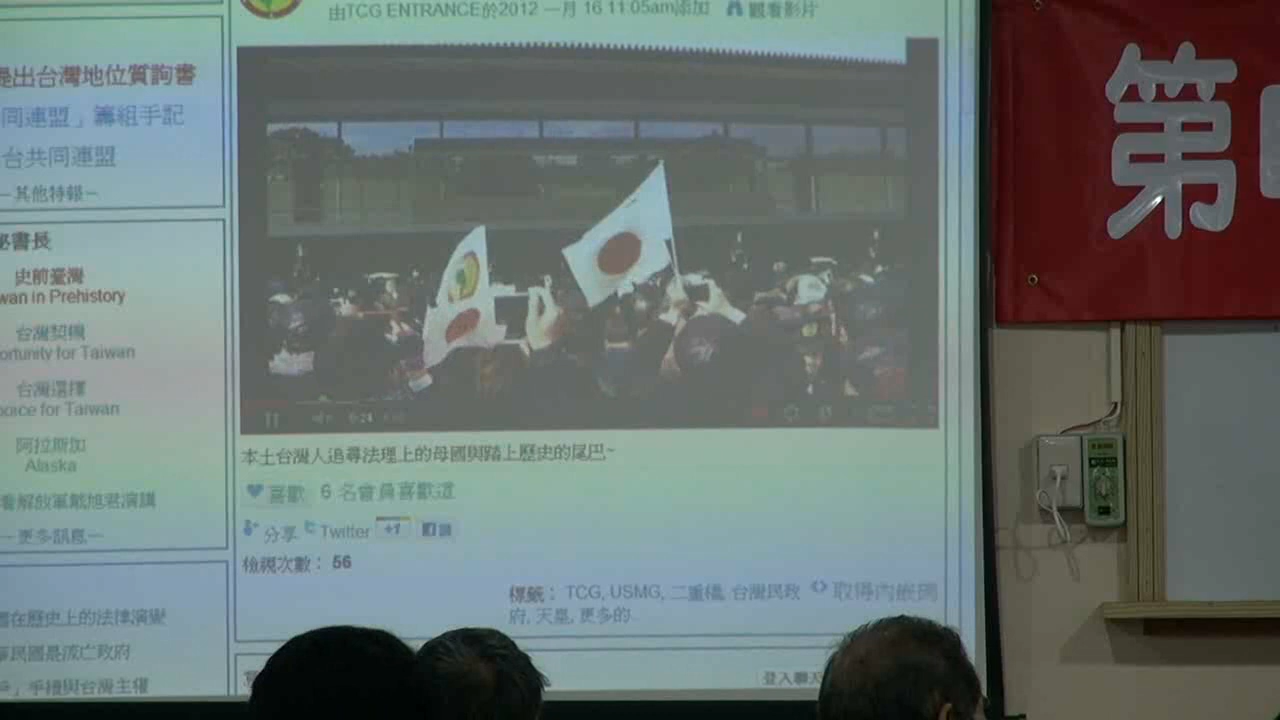 由TCG ENTRANCE於2012 一月 16 11:05am添加 觀看影片
提出台灣地位質詢書
同連盟」籌組手記
台共同連盟
—其他特報—
秘書長
史前臺灣
wan in Prehistory
台灣契機
ortunity for Taiwan
台灣選擇
hoice for Taiwan
阿拉斯加
Alaska
看解放軍戴旭君演講
—更多訊息—
在歷史上的法律演變
民國是流亡政府
手槍與台灣主權
0:24
本土台灣人追尋法理上的母國與踏上歷史的尾巴~
喜歡 6 名會員喜歡這
分享 Twitter +1
檢視次數: 56
標籤: TCG, USMG, 二重橋, 台灣民政
府, 天皇, 更多的..
取得內嵌碼
登入聊天
第